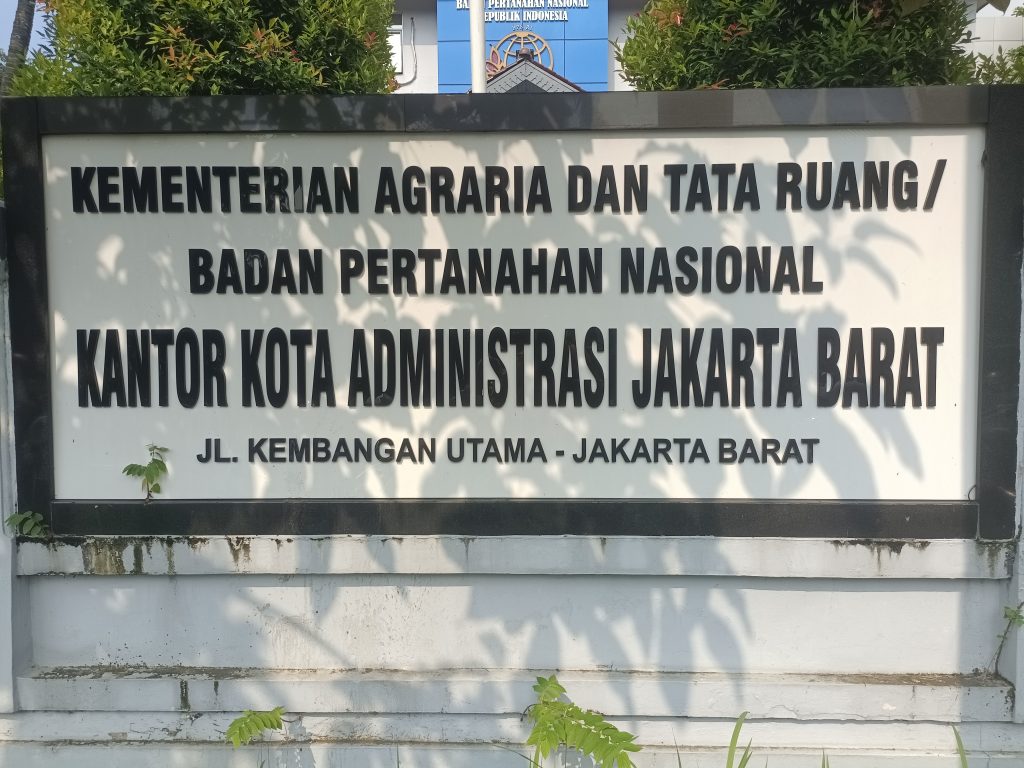 BADAN PERTANAHAN NASIONAL
REPUBLIK INDONESIA
KEMENTERIAN AGRARIA DAN TATA RUANG/
BADAN PERTANAHAN NASIONAL
KANTOR KOTA ADMINISTRASI JAKARTA BARAT
JL. KEMBANGAN UTAMA - JAKARTA BARAT